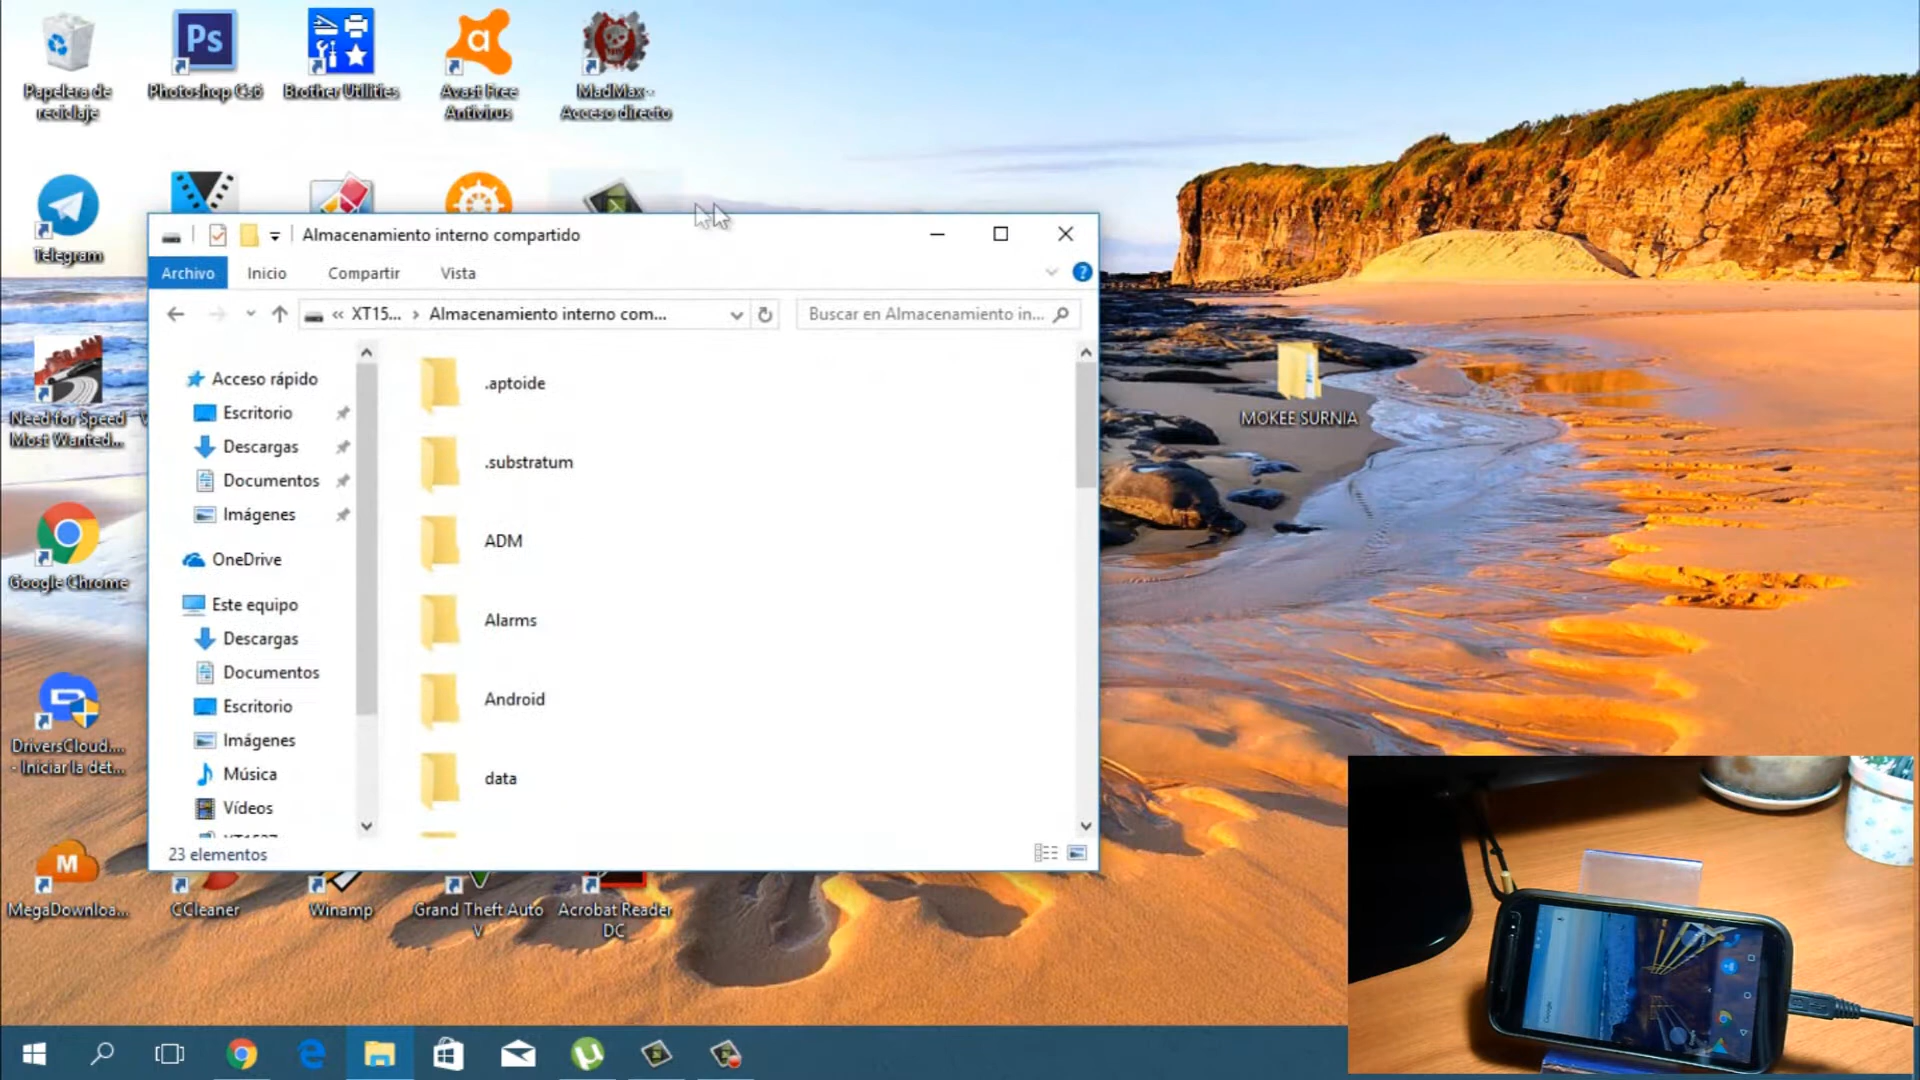 Papelera de
reciclaje
Ps
Photoshop Cs6
Brother Utilities
a
Avast Free
Antivirus
MadMax -
Acceso directo
Telegram
Need for Speed
Most Wanted...
Google Chrome
DriversCloud....
- Iniciar la dét...
M
MegaDownloa...
CCleaner
Winamp
Grand Theft Auto
V
Acrobat Reader
DC
MOKEE SURNIA
Almacenamiento interno compartido
Archivo
Inicio
Compartir
Vista
?
« XT15... > Almacenamiento interno com...
Buscar en Almacenamiento in...
Acceso rápido
Escritorio
Descargas
Documentos
Imágenes
OneDrive
Este equipo
Descargas
Documentos
Escritorio
Imágenes
Música
Vídeos
.aptoide
.substratum
ADM
Alarms
Android
data
23 elementos
Google